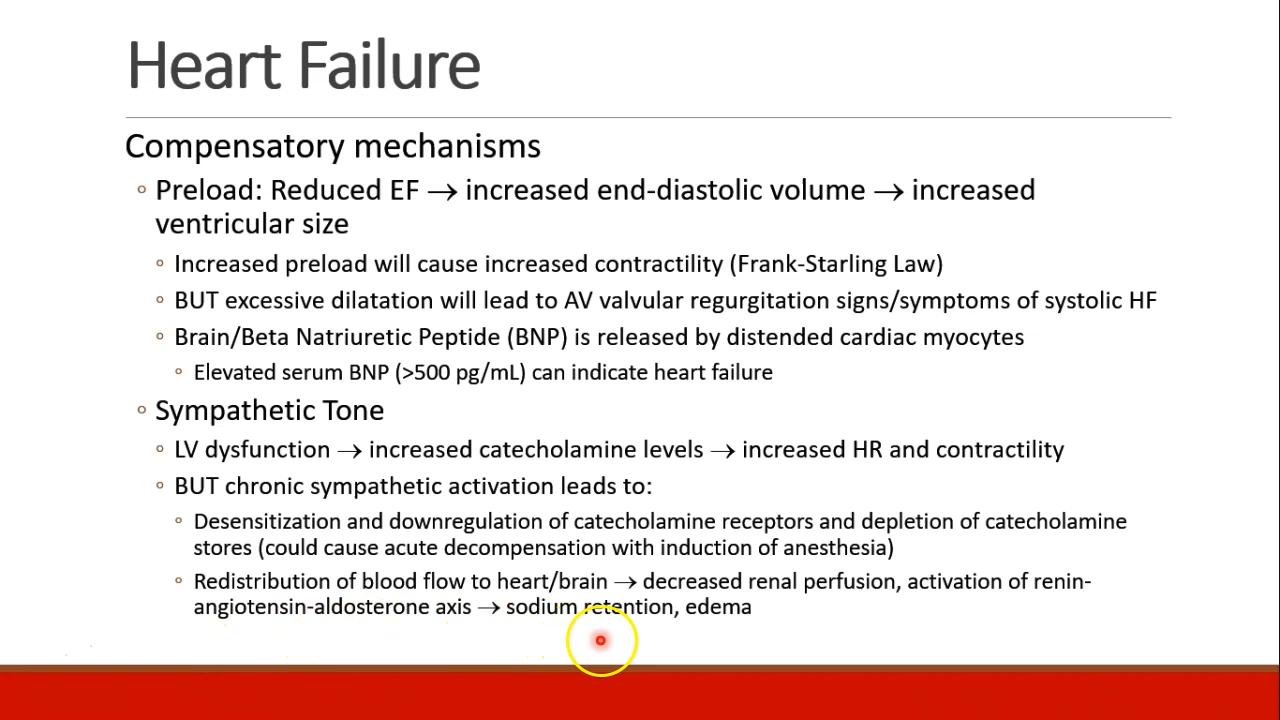 Heart Failure
Compensatory mechanisms
◦ Preload: Reduced EF → increased end-diastolic volume → increased
ventricular size
◦ Increased preload will cause increased contractility (Frank-Starling Law)
◦ BUT excessive dilatation will lead to AV valvular regurgitation signs/symptoms of systolic HF
◦ Brain/Beta Natriuretic Peptide (BNP) is released by distended cardiac myocytes
◦ Elevated serum BNP (>500 pg/mL) can indicate heart failure
◦ Sympathetic Tone
◦ LV dysfunction → increased catecholamine levels → increased HR and contractility
◦ BUT chronic sympathetic activation leads to:
◦ Desensitization and downregulation of catecholamine receptors and depletion of catecholamine
stores (could cause acute decompensation with induction of anesthesia)
◦ Redistribution of blood flow to heart/brain → decreased renal perfusion, activation of renin-
angiotensin-aldosterone axis → sodium retention, edema